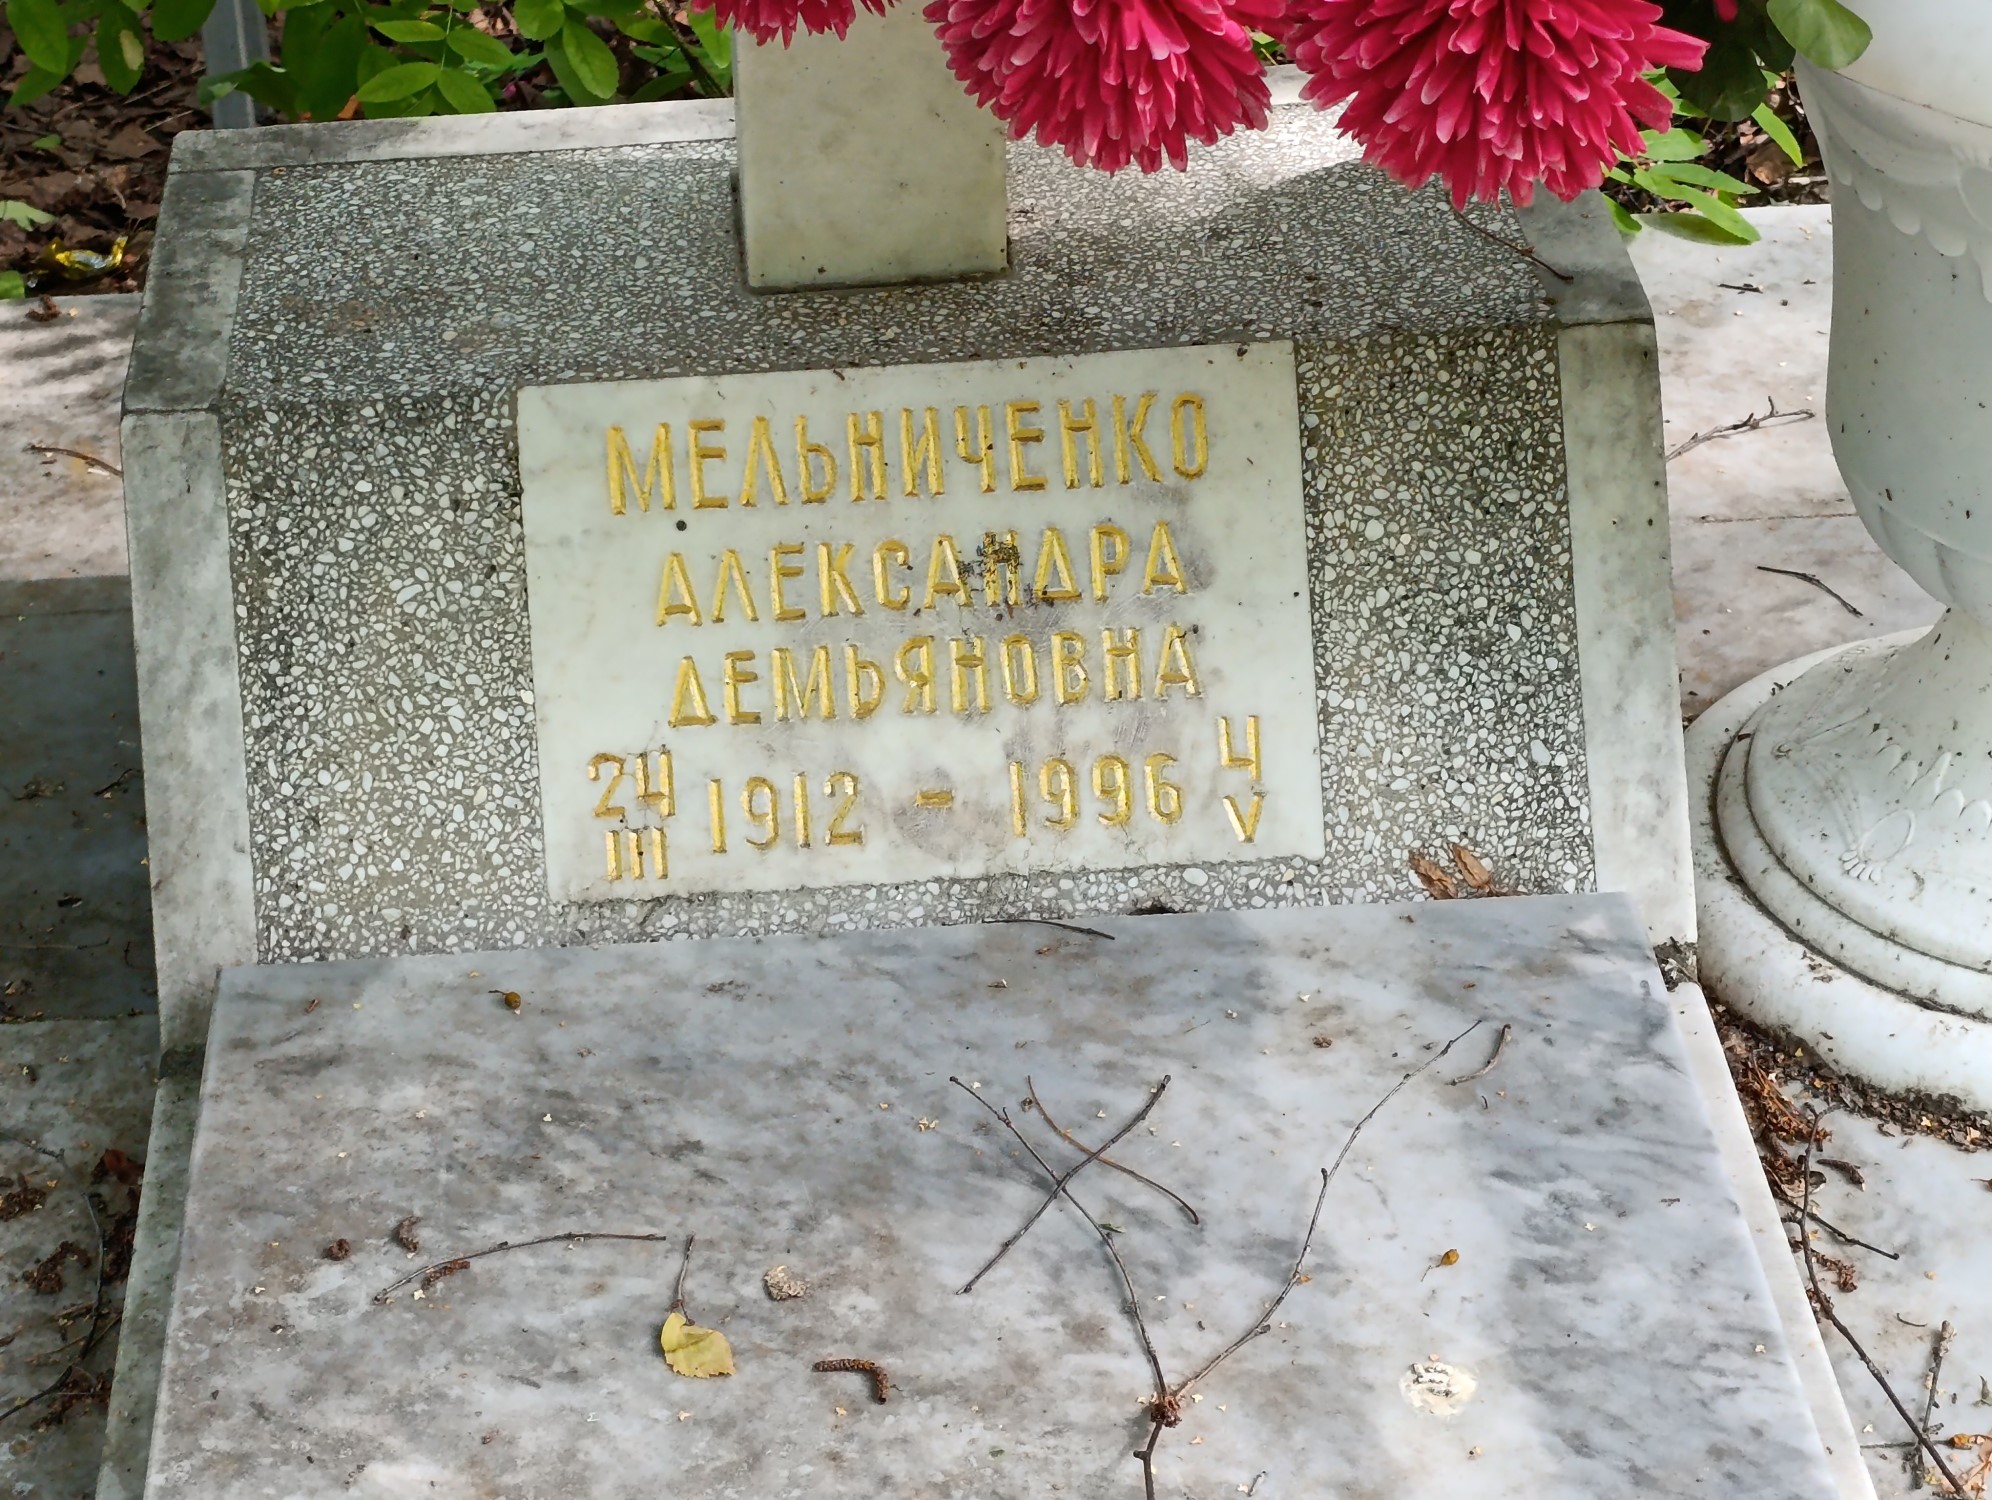 МЕЛЬНИЧЕНКО
АЛЕКСАНДРА
ДЕМЬЯНОВНА
24 III 1912 - 1996 4 V